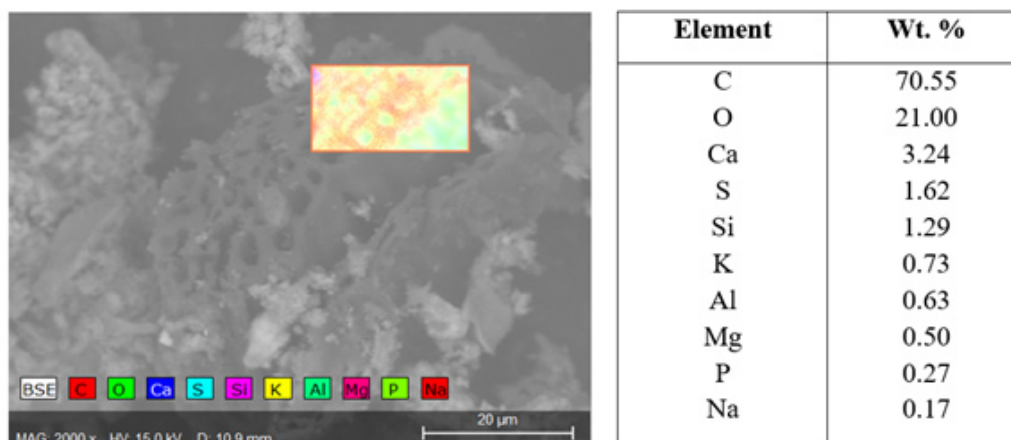 BSE C O Ca S Si K Al Mg P Na
20 µm
MAG: 2000 x HV: 15.0 kV D: 10.9 mm
Element Wt. %
C 70.55
O 21.00
Ca 3.24
S 1.62
Si 1.29
K 0.73
Al 0.63
Mg 0.50
P 0.27
Na 0.17